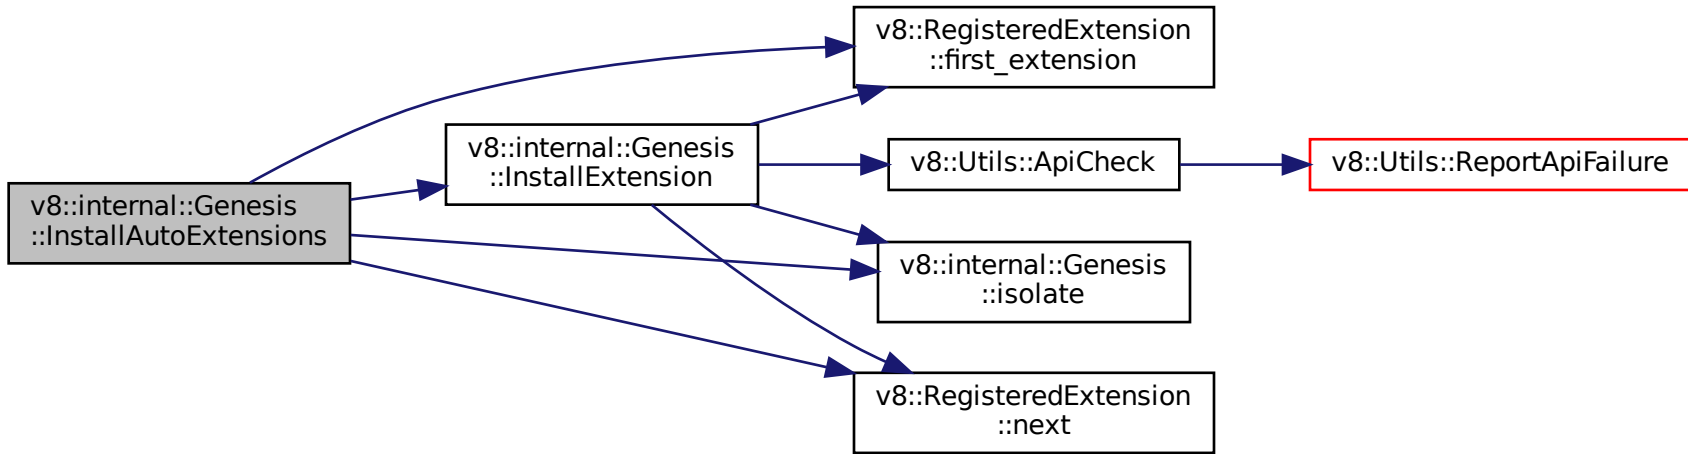 v8::internal::Genesis
::InstallAutoExtensions
v8::internal::Genesis
::InstallExtension
v8::RegisteredExtension
::first_extension
v8::Utils::ApiCheck
v8::Utils::ReportApiFailure
v8::internal::Genesis
::isolate
v8::RegisteredExtension
::next